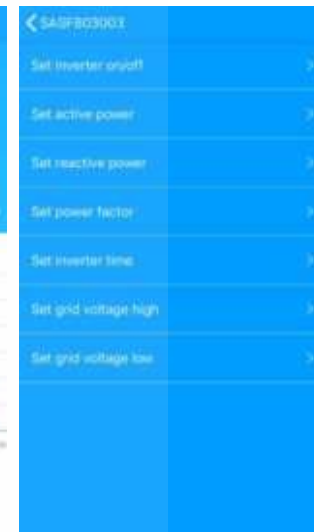 Set inverter on/off
Set active power
Set reactive power
Set power factor
Set inverter time
Set grid voltage high
Set grid voltage low